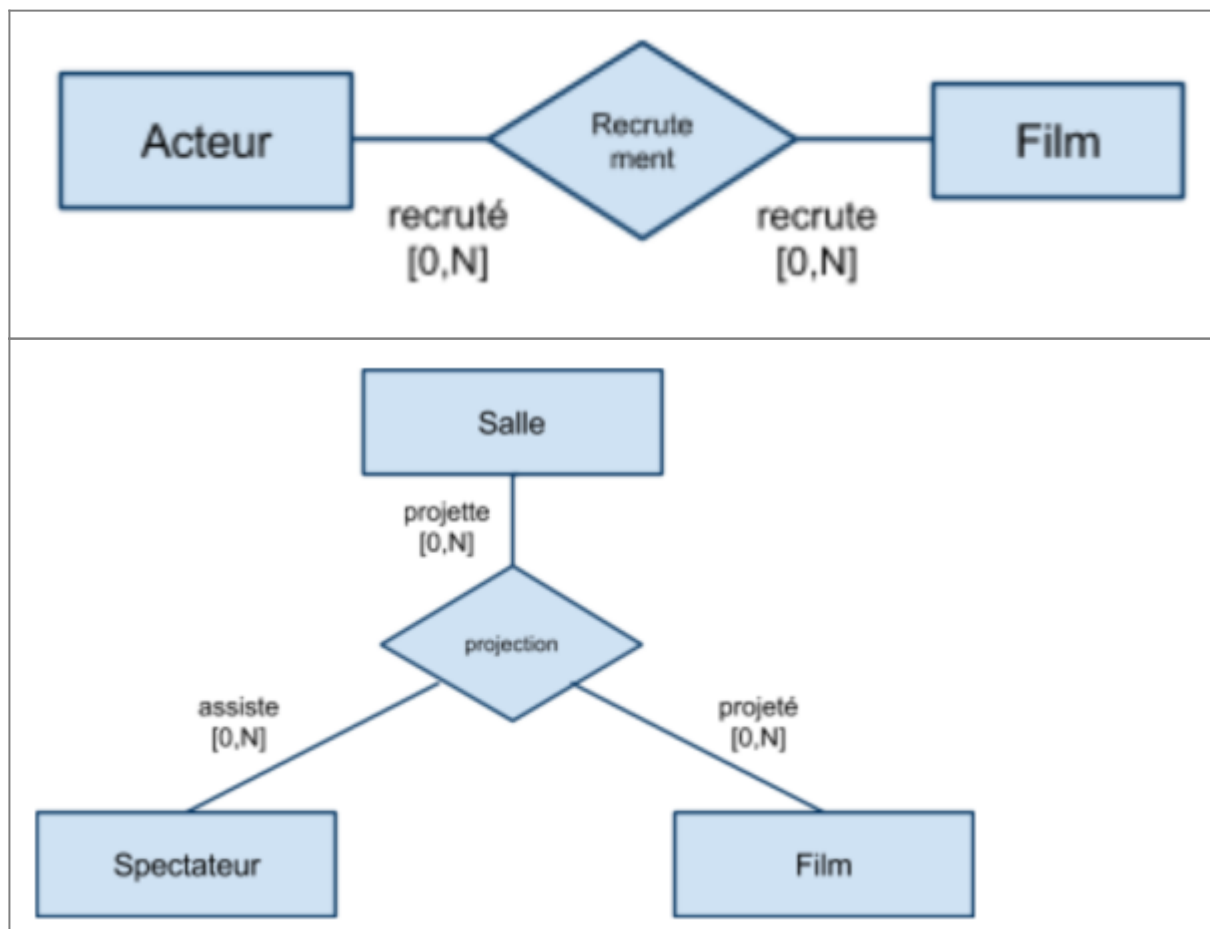 Acteur
Recrute
ment
Film
recruté
[0,N]
recrute
[0,N]
Salle
projette
[0,N]
projection
assiste
[0,N]
projeté
[0,N]
Spectateur
Film